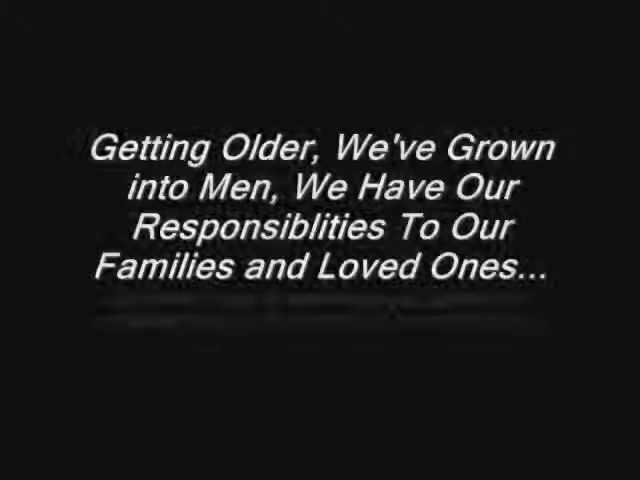 Getting Older, We've Grown
into Men, We Have Our
Responsiblities To Our
Families and Loved Ones...